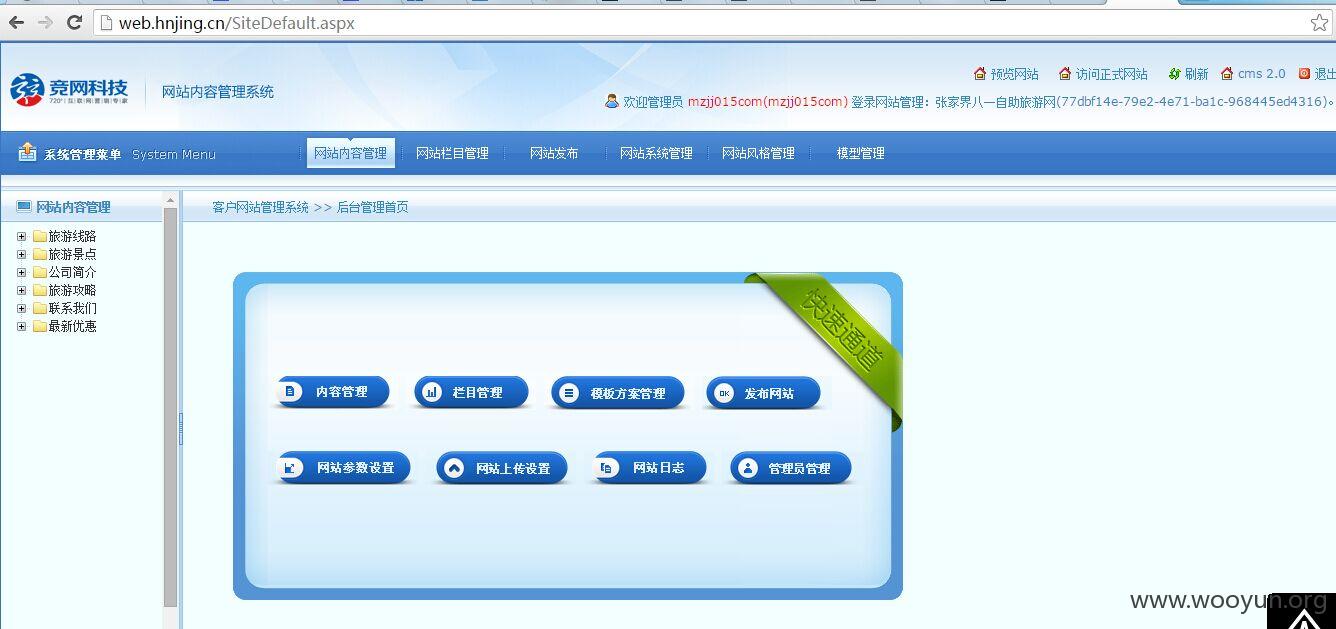 web.hnjing.cn/SiteDefault.aspx
竞网科技
720°互联网营销专家
网站内容管理系统
预览网站 访问正式网站 刷新 cms 2.0 退出
欢迎管理员 mzjj015com(mzjj015com) 登录网站管理：张家界八一自助旅游网(77dbf14e-79e2-4e71-ba1c-968445ed4316)。
系统管理菜单 System Menu 网站内容管理 网站栏目管理 网站发布 网站系统管理 网站风格管理 模型管理
网站内容管理
客户网站管理系统 >> 后台管理首页
旅游线路
旅游景点
公司简介
旅游攻略
联系我们
最新优惠
快速通道
内容管理 栏目管理 模板方案管理 OK 发布网站
网站参数设置 网站上传设置 网站日志 管理员管理
www.wooyun.org